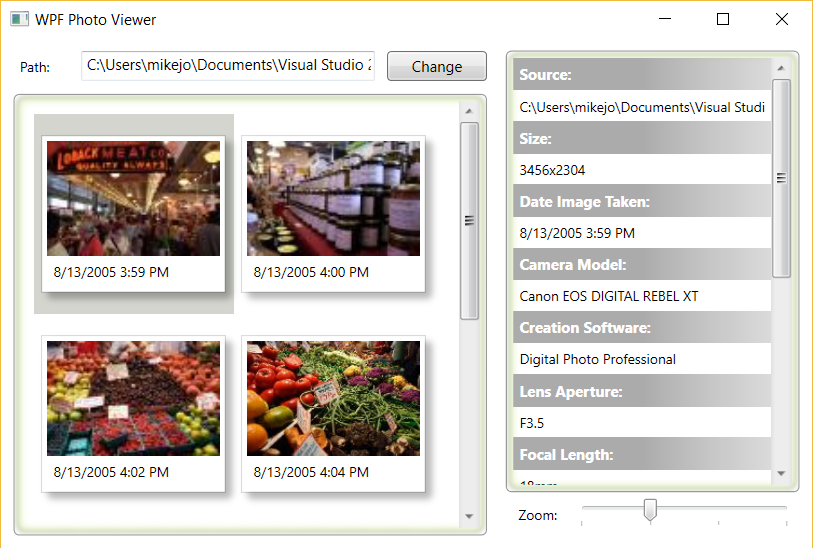 WPF Photo Viewer
Path:
C:\Users\mikejo\Documents\Visual Studio 2
Change
LOBACK MEAT CO
QUALITY ALWAYS
8/13/2005 3:59 PM
8/13/2005 4:00 PM
8/13/2005 4:02 PM
8/13/2005 4:04 PM
Source:
C:\Users\mikejo\Documents\Visual Studi
Size:
3456x2304
Date Image Taken:
8/13/2005 3:59 PM
Camera Model:
Canon EOS DIGITAL REBEL XT
Creation Software:
Digital Photo Professional
Lens Aperture:
F3.5
Focal Length:
18mm
Zoom: